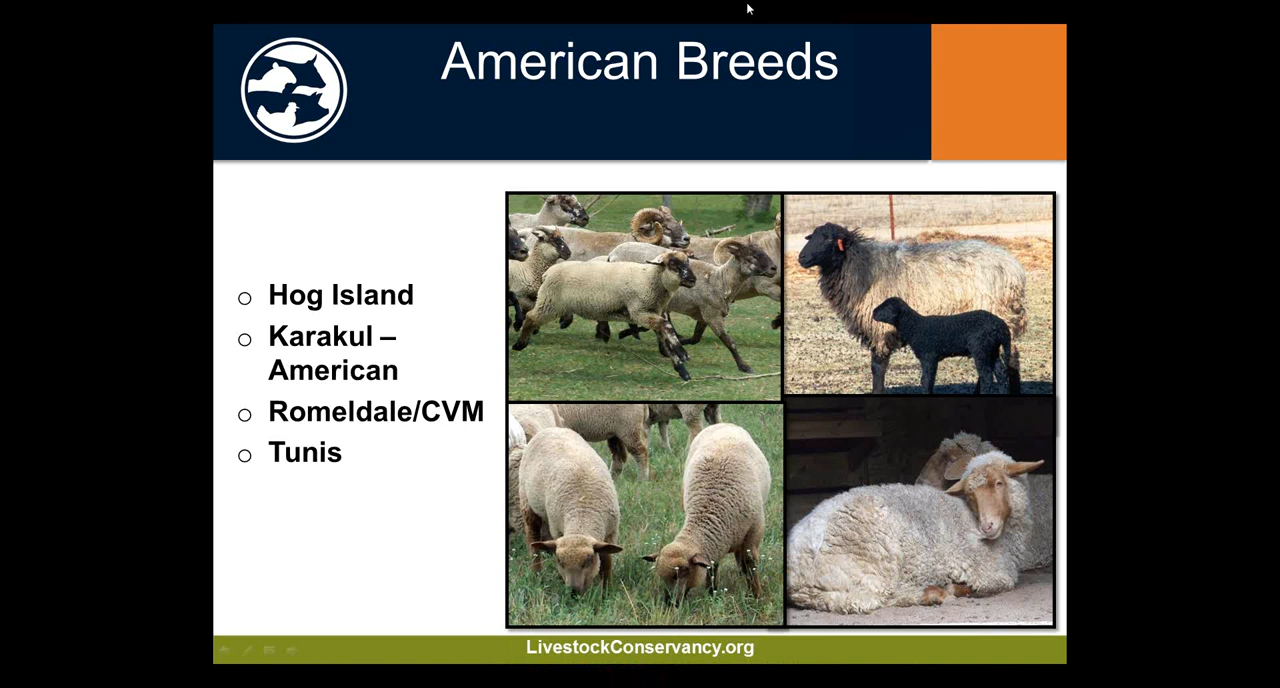 American Breeds
Hog Island
Karakul –
American
Romeldale/CVM
Tunis
LivestockConservancy.org